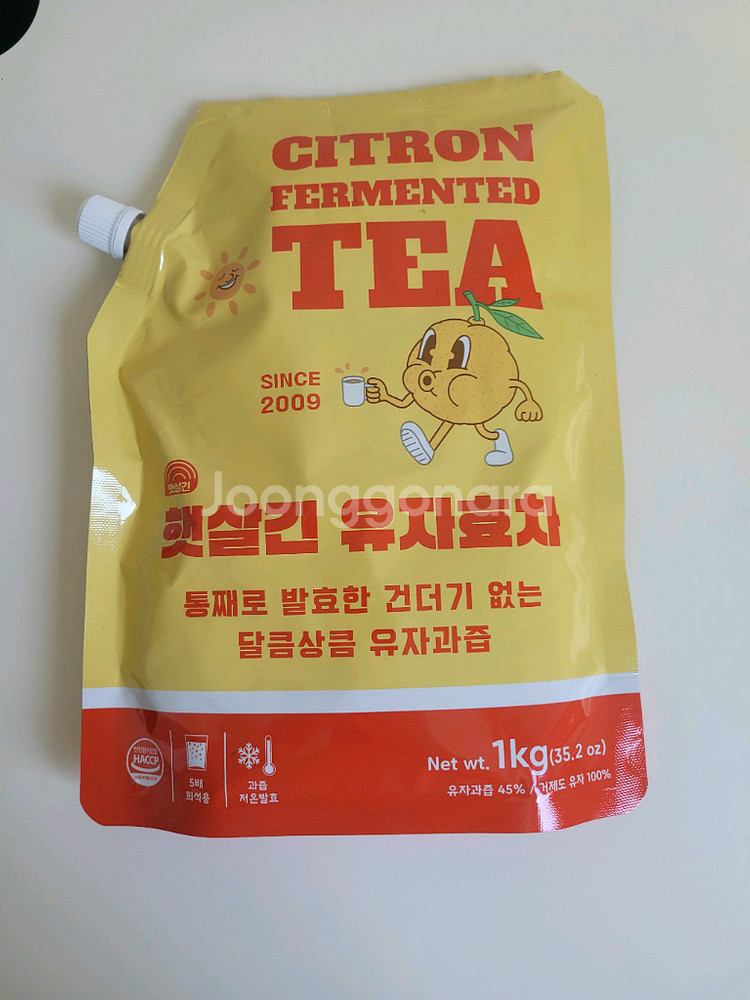 CITRON
FERMENTED
TEA
SINCE
2009
햇살긴
Joonggonara
햇살긴 유자효차
통째로 발효한 건더기 없는
달큼상큼 유자과즙
HACCP
5배
희석용
과즙
저온발효
Net wt. 1kg (35.2 oz)
유자과즙 45% / 거제도 유자 100%